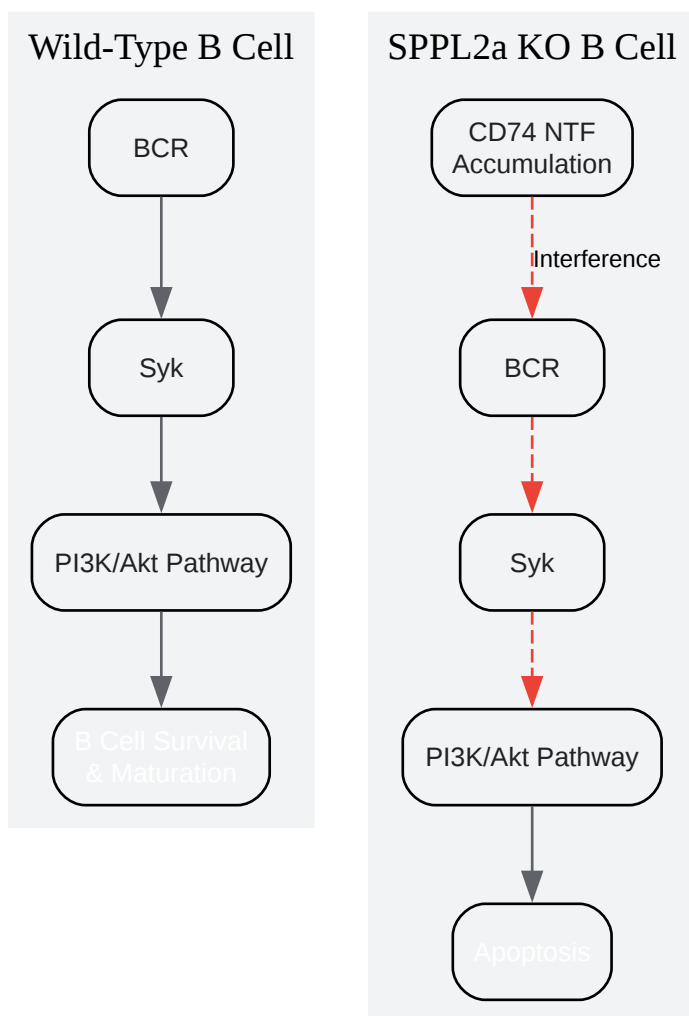 Wild-Type B Cell
BCR
Syk
PI3K/Akt Pathway
B Cell Survival
& Maturation
SPPL2a KO B Cell
CD74 NTF
Accumulation
Interference
BCR
Syk
PI3K/Akt Pathway
Apoptosis